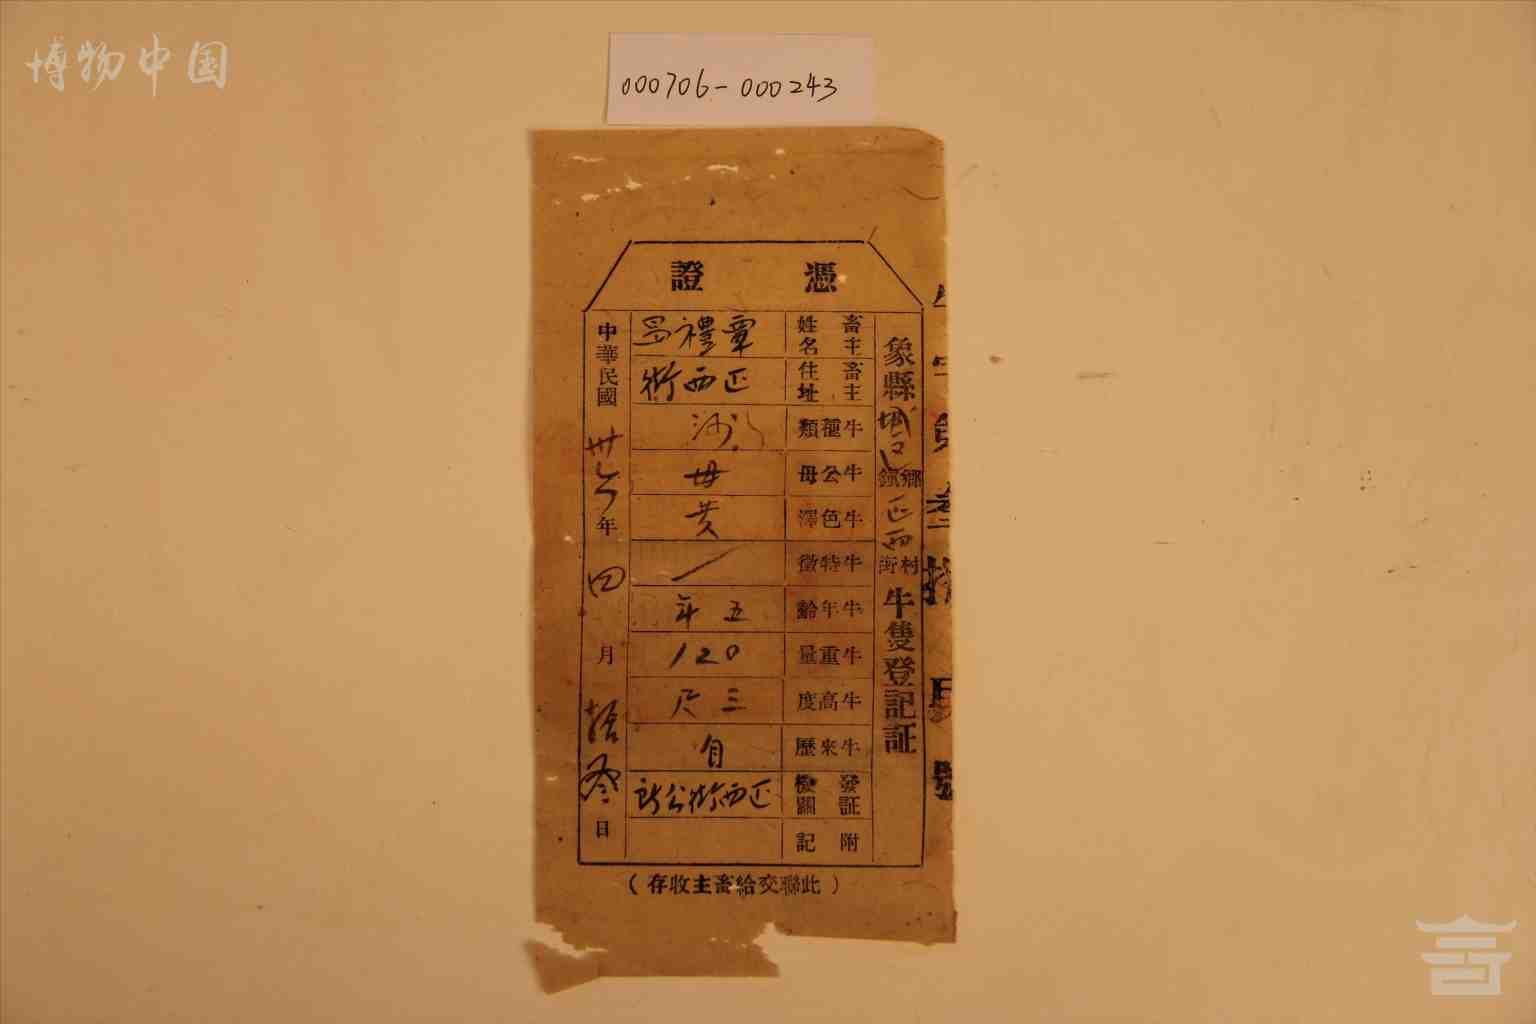 博物中国
000706-000243
憑證
象縣城区鄉鎮正西村街牛隻登記証
畜主姓名 覃禮昌
畜主住址 正西街
牛種類 沙
牛公母 母
牛色澤 黄
牛特徵 /
牛年齡 五年
牛重量 120
牛高度 三尺
牛來歷 自
發証機關 正西街公所
附記
中華民國卅六年四月拾叁日
(此聯交給畜主收存)